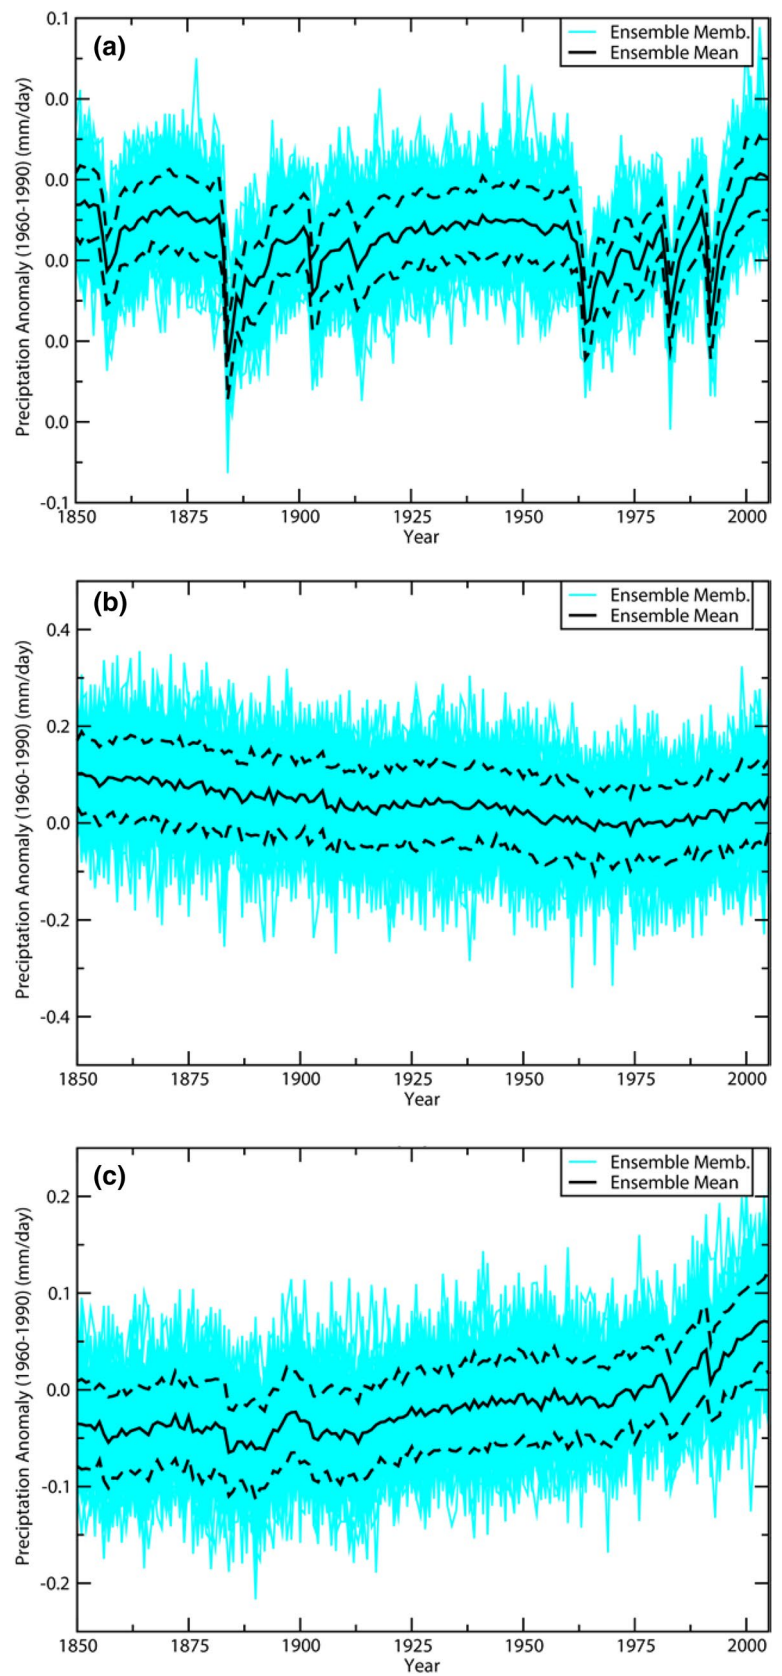 (a)
Ensemble Memb.
Ensemble Mean
Preciptation Anomaly (1960-1990) (mm/day)
0.1
0.0
0.0
0.0
0.0
0.0
-0.1
1850 1875 1900 1925 1950 1975 2000
Year
(b)
Ensemble Memb.
Ensemble Mean
Preciptation Anomaly (1960-1990) (mm/day)
0.4
0.2
0.0
-0.2
-0.4
1850 1875 1900 1925 1950 1975 2000
Year
(c)
Ensemble Memb.
Ensemble Mean
Preciptation Anomaly (1960-1990) (mm/day)
0.2
0.1
0.0
-0.1
-0.2
1850 1875 1900 1925 1950 1975 2000
Year